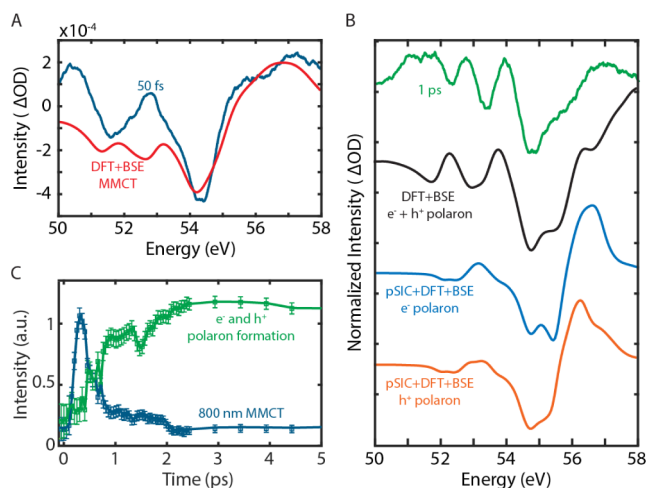 A
×10⁻⁴
Intensity (ΔOD)
2
0
-2
-4
50 fs
DFT+BSE
MMCT
50 52 54 56 58
Energy (eV)
B
Normalized Intensity (ΔOD)
1 ps
DFT+BSE
e⁻ + h⁺ polaron
pSIC+DFT+BSE
e⁻ polaron
pSIC+DFT+BSE
h⁺ polaron
50 52 54 56 58
Energy (eV)
C
Intensity (a.u.)
1
0.5
0
e⁻ and h⁺
polaron formation
800 nm MMCT
0 1 2 3 4 5
Time (ps)